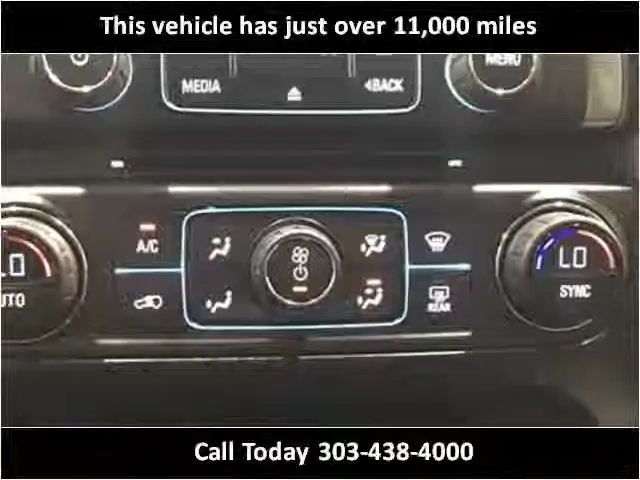 This vehicle has just over 11,000 miles
MENU
MEDIA
BACK
A/C
LO
LO
AUTO
SYNC
REAR
Call Today 303-438-4000